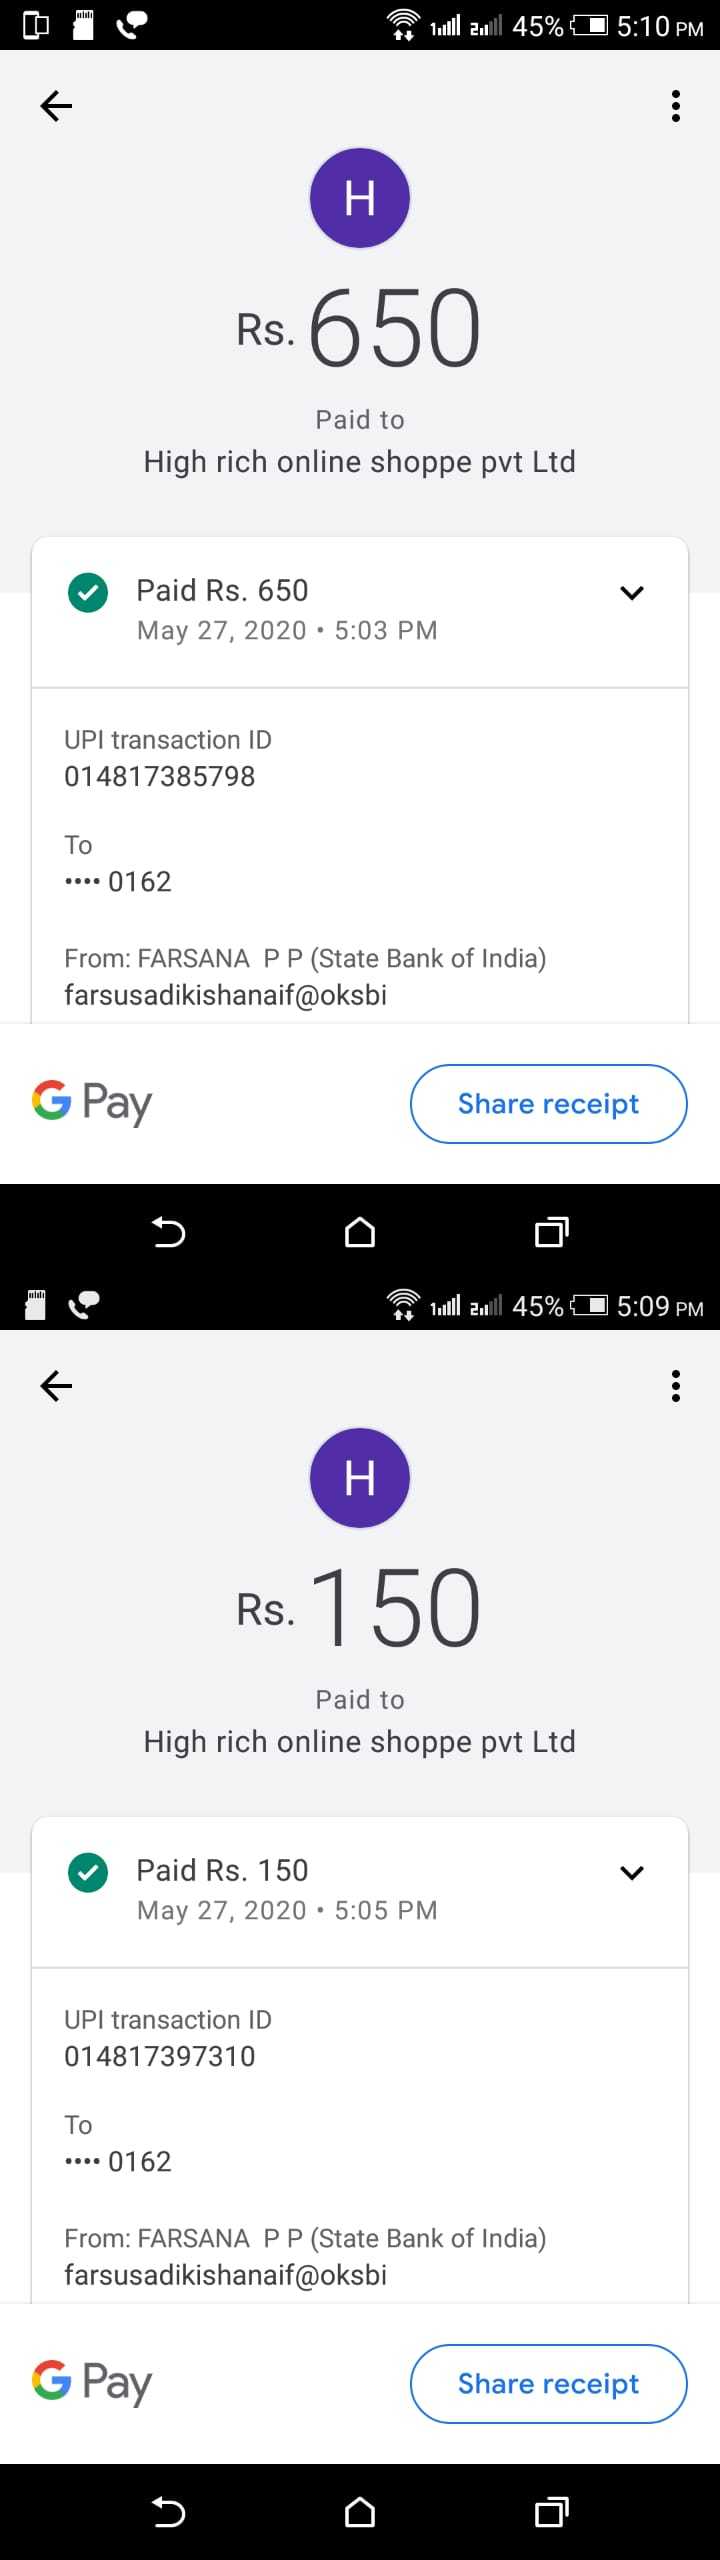 45% 5:10 PM
H
Rs. 650
Paid to
High rich online shoppe pvt Ltd
Paid Rs. 650
May 27, 2020 • 5:03 PM
UPI transaction ID
014817385798
To
•••• 0162
From: FARSANA P P (State Bank of India)
farsusadikishanaif@oksbi
G Pay
Share receipt
45% 5:09 PM
H
Rs. 150
Paid to
High rich online shoppe pvt Ltd
Paid Rs. 150
May 27, 2020 • 5:05 PM
UPI transaction ID
014817397310
To
•••• 0162
From: FARSANA P P (State Bank of India)
farsusadikishanaif@oksbi
G Pay
Share receipt